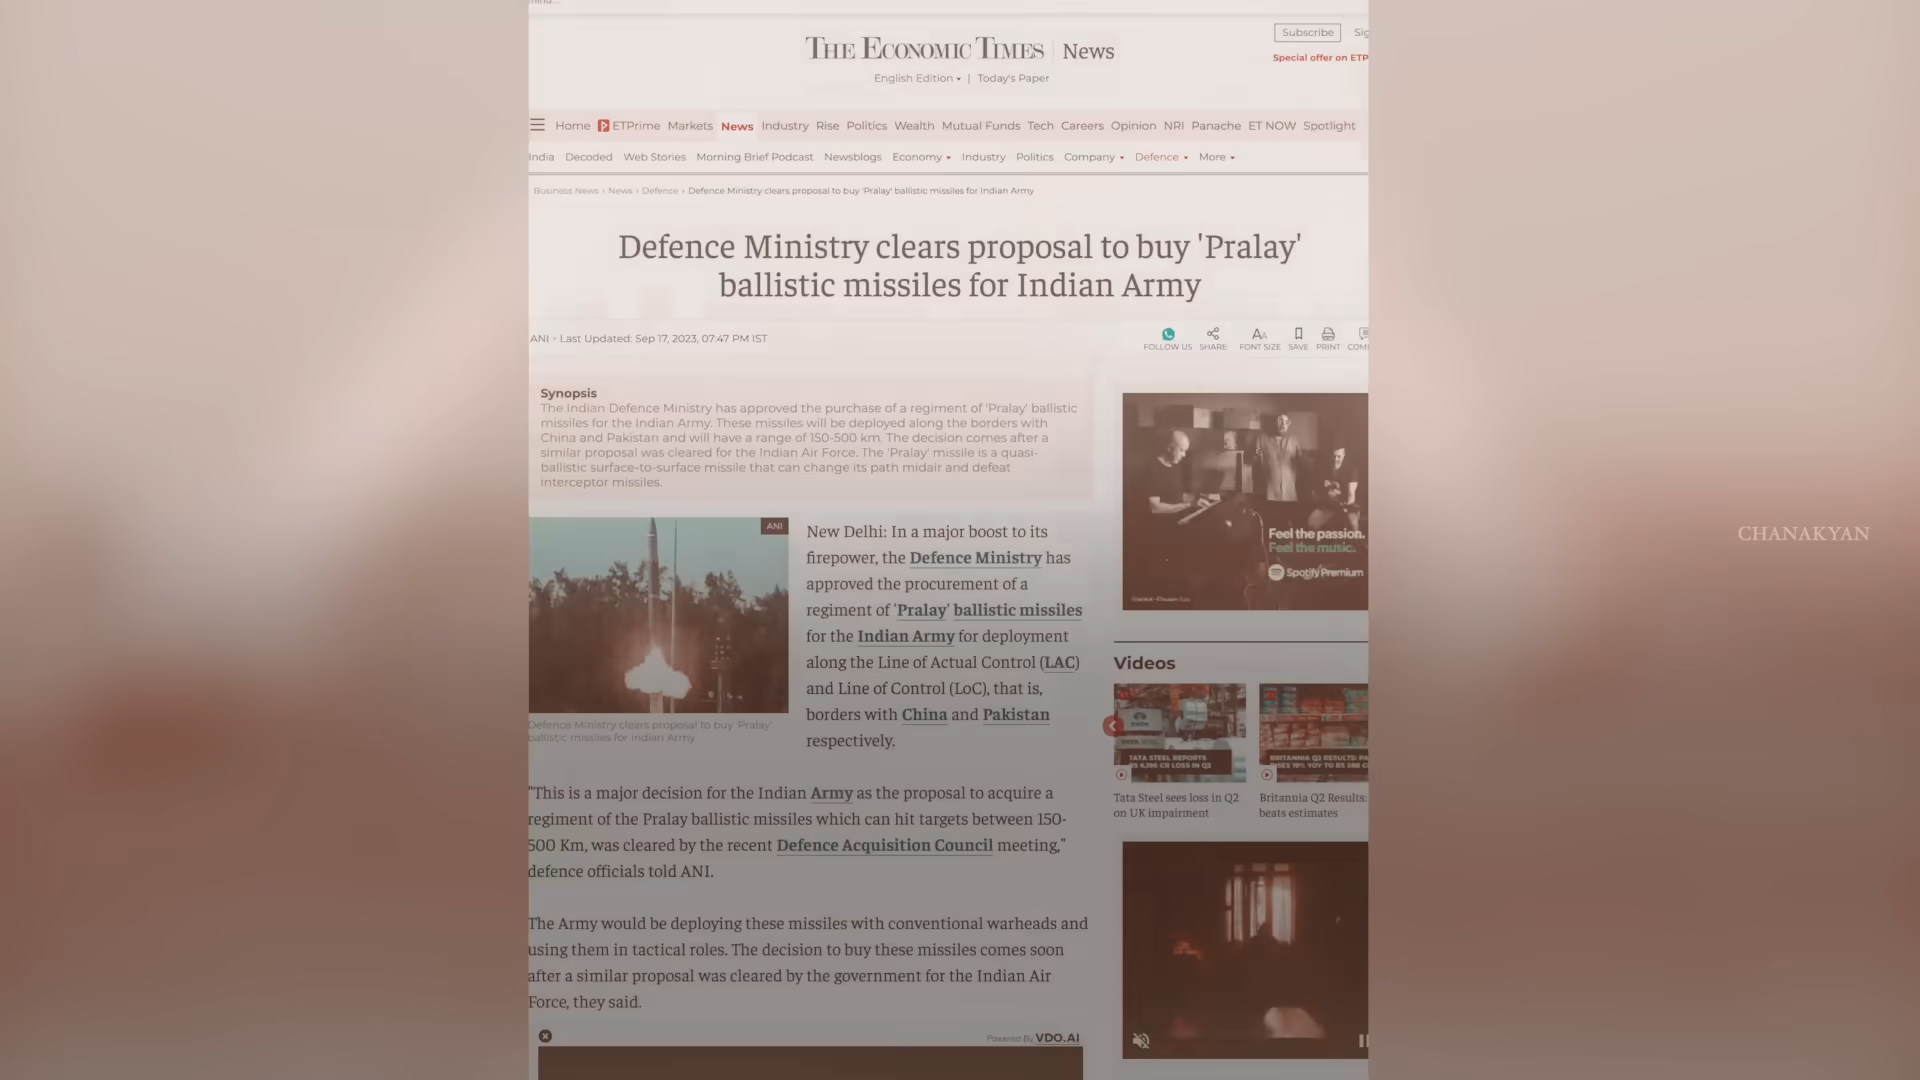 THE ECONOMIC TIMES | News
Subscribe
Special offer on ETP
English Edition | Today's Paper
Home ETPrime Markets News Industry Rise Politics Wealth Mutual Funds Tech Careers Opinion NRI Panache ET NOW Spotlight
India Decoded Web Stories Morning Brief Podcast Newsblogs Economy Industry Politics Company Defence More
Business News › News › Defence › Defence Ministry clears proposal to buy 'Pralay' ballistic missiles for Indian Army
Defence Ministry clears proposal to buy 'Pralay'
ballistic missiles for Indian Army
ANI • Last Updated: Sep 17, 2023, 07:47 PM IST
FOLLOW US SHARE FONT SIZE SAVE PRINT COM
Synopsis
The Indian Defence Ministry has approved the purchase of a regiment of 'Pralay' ballistic
missiles for the Indian Army. These missiles will be deployed along the borders with
China and Pakistan and will have a range of 150-500 km. The decision comes after a
similar proposal was cleared for the Indian Air Force. The 'Pralay' missile is a quasi-
ballistic surface-to-surface missile that can change its path midair and defeat
interceptor missiles.
ANI
Defence Ministry clears proposal to buy 'Pralay'
ballistic missiles for Indian Army
New Delhi: In a major boost to its
firepower, the Defence Ministry has
approved the procurement of a
regiment of 'Pralay' ballistic missiles
for the Indian Army for deployment
along the Line of Actual Control (LAC)
and Line of Control (LoC), that is,
borders with China and Pakistan
respectively.
"This is a major decision for the Indian Army as the proposal to acquire a
regiment of the Pralay ballistic missiles which can hit targets between 150-
500 Km, was cleared by the recent Defence Acquisition Council meeting,"
defence officials told ANI.
The Army would be deploying these missiles with conventional warheads and
using them in tactical roles. The decision to buy these missiles comes soon
after a similar proposal was cleared by the government for the Indian Air
Force, they said.
Powered By VDO.AI
Feel the passion.
Feel the music.
Spotify Premium
Videos
TATA STEEL REPORTS
RS 6,196 CR LOSS IN Q2
BRITANNIA Q2 RESULTS: PA
Tata Steel sees loss in Q2
on UK impairment
Britannia Q2 Results:
beats estimates
CHANAKYAN